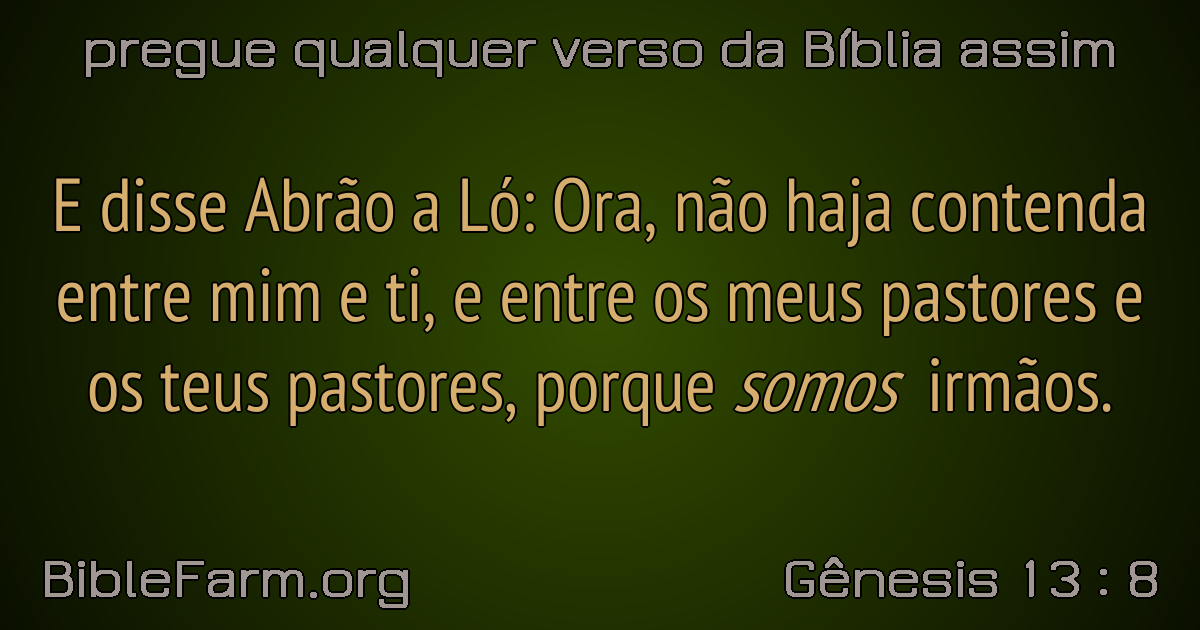 pregue qualquer verso da Bíblia assim
E disse Abrão a Ló: Ora, não haja contenda
entre mim e ti, e entre os meus pastores e
os teus pastores, porque somos irmãos.
BibleFarm.org
Gênesis 13 : 8